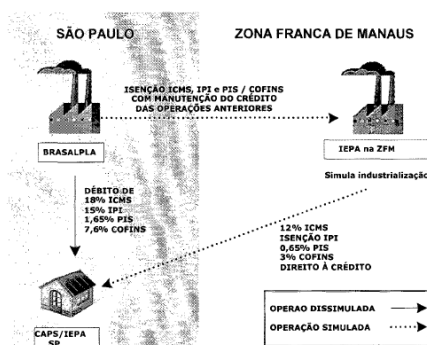 SÃO PAULO
ZONA FRANCA DE MANAUS
ISENÇÃO ICMS, IPI e PIS / COFINS
COM MANUTENÇÃO DO CRÉDITO
DAS OPERAÇÕES ANTERIORES
BRASALPLA
IEPA na ZFM
Simula industrialização
DÉBITO DE
18% ICMS
15% IPI
1,65% PIS
7,6% COFINS
12% ICMS
ISENÇÃO IPI
0,65% PIS
3% COFINS
DIREITO À CRÉDITO
CAPS/IEPA
SP
OPERAO DISSIMULADA
OPERAÇÃO SIMULADA